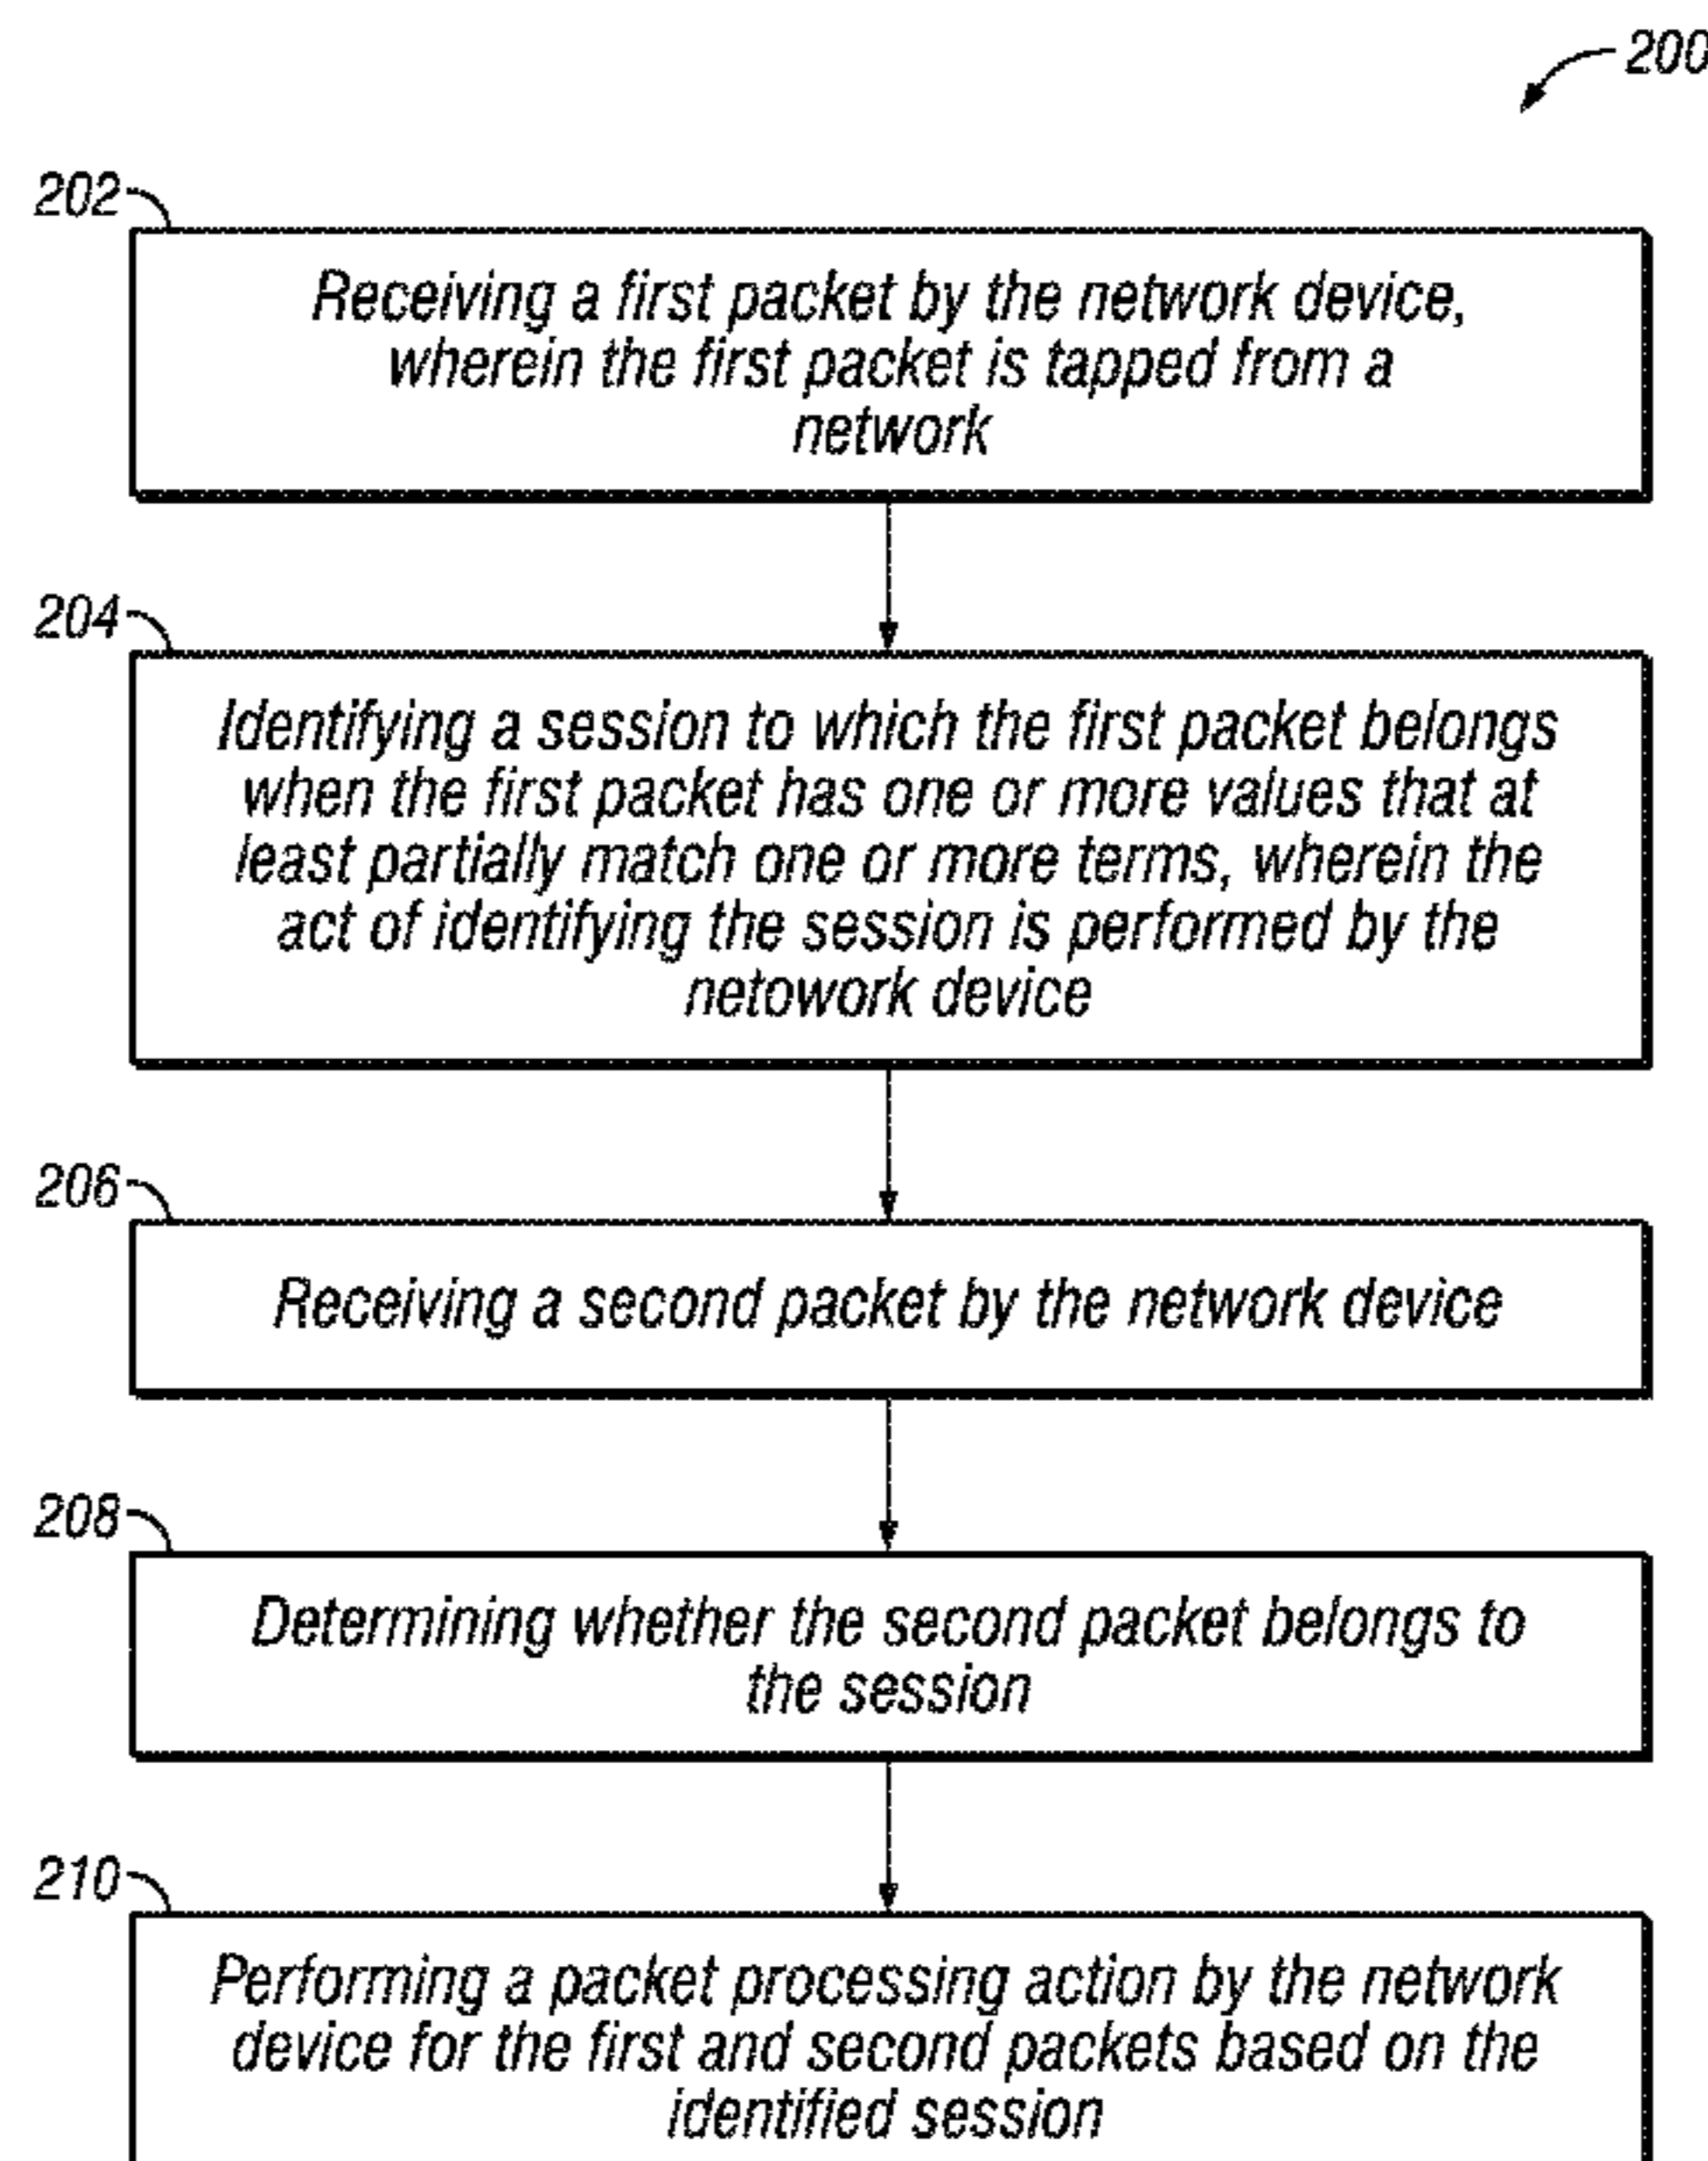 200
202
Receiving a first packet by the network device,
wherein the first packet is tapped from a
network
204
Identifying a session to which the first packet belongs
when the first packet has one or more values that at
least partially match one or more terms, wherein the
act of identifying the session is performed by the
netowork device
206
Receiving a second packet by the network device
208
Determining whether the second packet belongs to
the session
210
Performing a packet processing action by the network
device for the first and second packets based on the
identified session